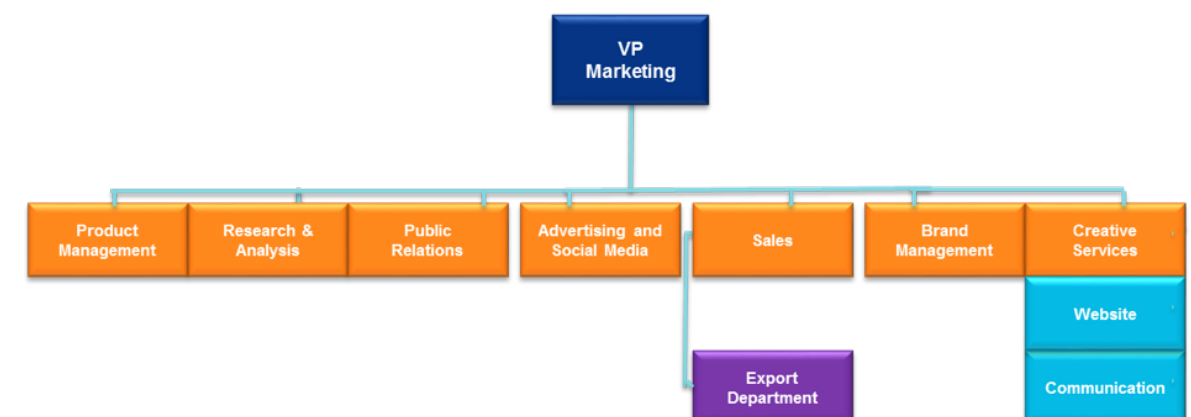 VP
Marketing
Product
Management
Research &
Analysis
Public
Relations
Advertising and
Social Media
Sales
Brand
Management
Creative
Services
Website
Export
Department
Communication